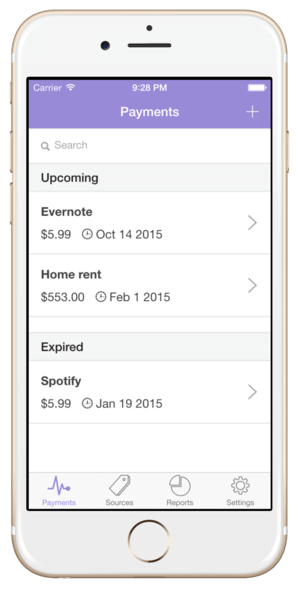 Carrier 9:28 PM
Payments
Search
Upcoming
Evernote
$5.99 Oct 14 2015
Home rent
$553.00 Feb 1 2015
Expired
Spotify
$5.99 Jan 19 2015
Payments Sources Reports Settings